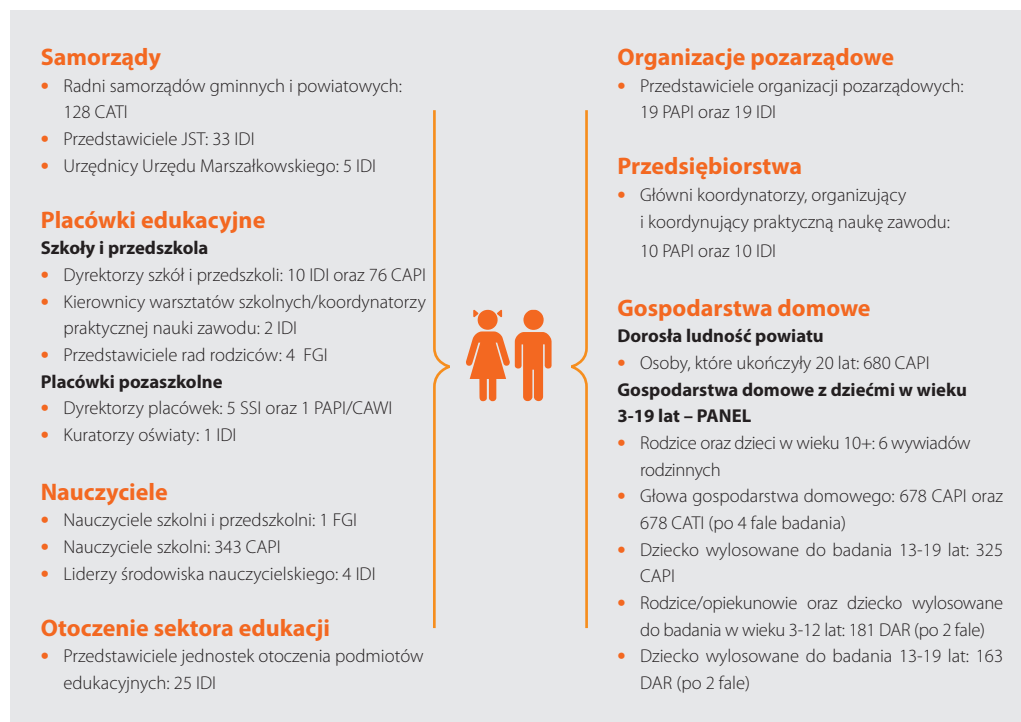 Samorządy
• Radni samorządów gminnych i powiatowych:
128 CATI
• Przedstawiciele JST: 33 IDI
• Urzędnicy Urzędu Marszałkowskiego: 5 IDI
Placówki edukacyjne
Szkoły i przedszkola
• Dyrektorzy szkół i przedszkoli: 10 IDI oraz 76 CAPI
• Kierownicy warsztatów szkolnych/koordynatorzy
praktycznej nauki zawodu: 2 IDI
• Przedstawiciele rad rodziców: 4 FGI
Placówki pozaszkolne
• Dyrektorzy placówek: 5 SSI oraz 1 PAPI/CAWI
• Kuratorzy oświaty: 1 IDI
Nauczyciele
• Nauczyciele szkolni i przedszkolni: 1 FGI
• Nauczyciele szkolni: 343 CAPI
• Liderzy środowiska nauczycielskiego: 4 IDI
Otoczenie sektora edukacji
• Przedstawiciele jednostek otoczenia podmiotów
edukacyjnych: 25 IDI
Organizacje pozarządowe
• Przedstawiciele organizacji pozarządowych:
19 PAPI oraz 19 IDI
Przedsiębiorstwa
• Główni koordynatorzy, organizujący
i koordynujący praktyczną naukę zawodu:
10 PAPI oraz 10 IDI
Gospodarstwa domowe
Dorosła ludność powiatu
• Osoby, które ukończyły 20 lat: 680 CAPI
Gospodarstwa domowe z dziećmi w wieku
3-19 lat – PANEL
• Rodzice oraz dzieci w wieku 10+: 6 wywiadów
rodzinnych
• Głowa gospodarstwa domowego: 678 CAPI oraz
678 CATI (po 4 fale badania)
• Dziecko wylosowane do badania 13-19 lat: 325
CAPI
• Rodzice/opiekunowie oraz dziecko wylosowane
do badania w wieku 3-12 lat: 181 DAR (po 2 fale)
• Dziecko wylosowane do badania 13-19 lat: 163
DAR (po 2 fale)